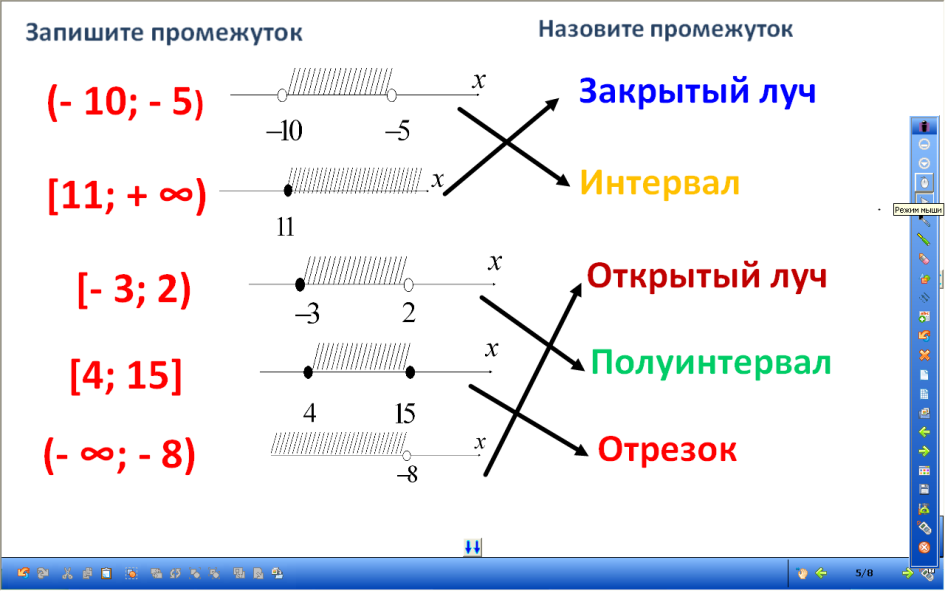 Запишите промежуток
Назовите промежуток
(- 10; - 5)
x
–10
–5
Закрытый луч
[11; + ∞)
x
11
Интервал
Режим мыши
[- 3; 2)
x
–3
2
Открытый луч
[4; 15]
x
4
15
Полуинтервал
(- ∞; - 8)
x
–8
Отрезок
5/8